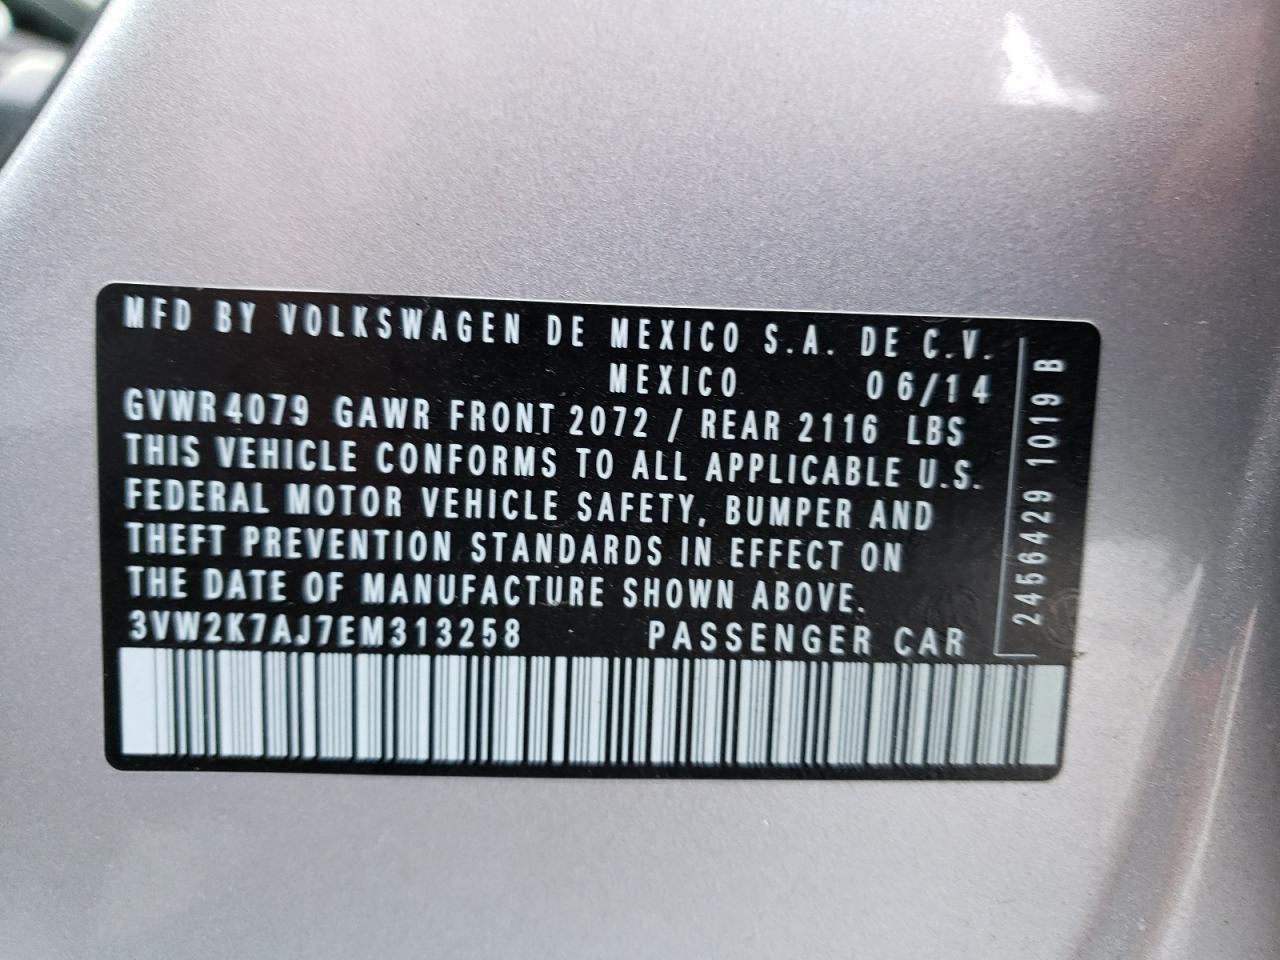 MFD BY VOLKSWAGEN DE MEXICO S.A. DE C.V.
MEXICO 06/14
GVWR 4079 GAWR FRONT 2072 / REAR 2116 LBS
THIS VEHICLE CONFORMS TO ALL APPLICABLE U.S.
FEDERAL MOTOR VEHICLE SAFETY, BUMPER AND
THEFT PREVENTION STANDARDS IN EFFECT ON
THE DATE OF MANUFACTURE SHOWN ABOVE.
3VW2K7AJ7EM313258 PASSENGER CAR
2456429 1019 B